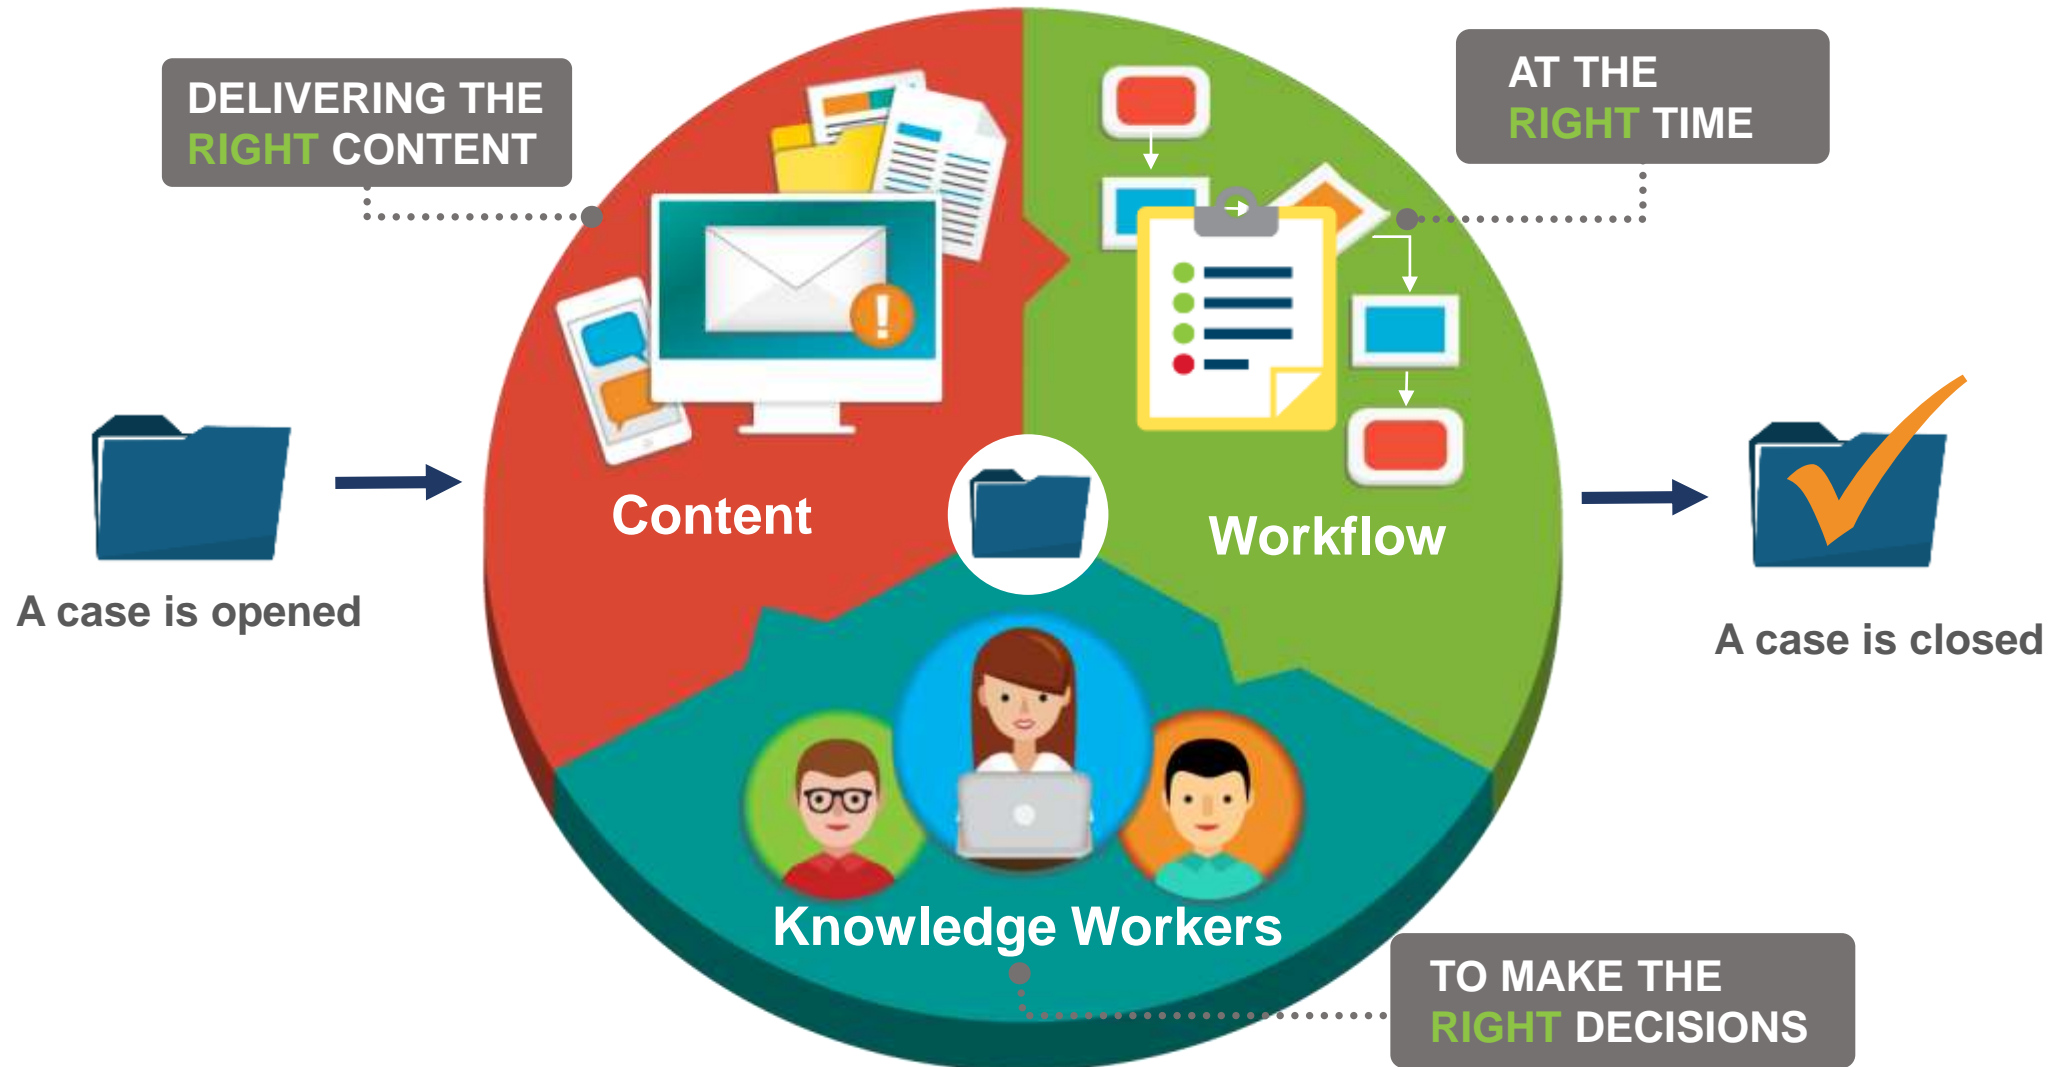 DELIVERING THE
RIGHT CONTENT
AT THE
RIGHT TIME
Content
Workflow
A case is opened
A case is closed
Knowledge Workers
TO MAKE THE
RIGHT DECISIONS